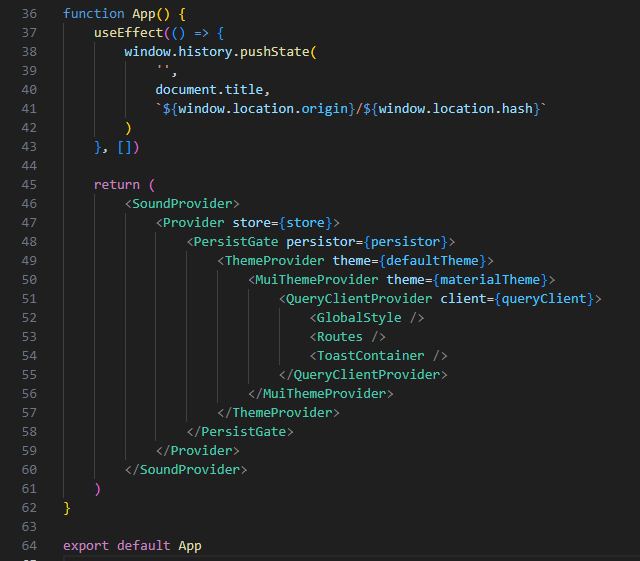 36 function App() {
37     useEffect(() => {
38         window.history.pushState(
39             '',
40             document.title,
41             `${window.location.origin}/${window.location.hash}`
42         )
43     }, [])
44
45     return (
46         <SoundProvider>
47             <Provider store={store}>
48                 <PersistGate persistor={persistor}>
49                     <ThemeProvider theme={defaultTheme}>
50                         <MuiThemeProvider theme={materialTheme}>
51                             <QueryClientProvider client={queryClient}>
52                                 <GlobalStyle />
53                                 <Routes />
54                                 <ToastContainer />
55                             </QueryClientProvider>
56                         </MuiThemeProvider>
57                     </ThemeProvider>
58                 </PersistGate>
59             </Provider>
60         </SoundProvider>
61     )
62 }
63
64 export default App